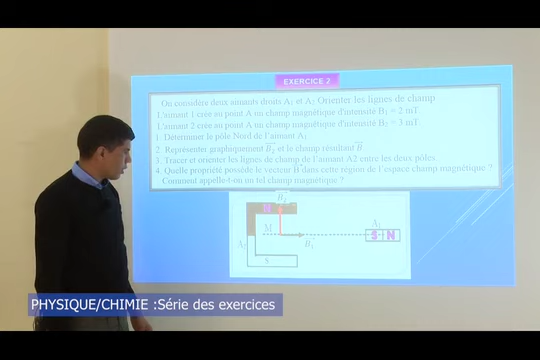 EXERCICE 2
On considère deux aimants droits A₁ et A₂ Orienter les lignes de champ
L'aimant 1 crée au point A un champ magnétique d'intensité B₁ = 2 mT.
L'aimant 2 crée au point A un champ magnétique d'intensité B₂ = 3 mT.
1. Déterminer la pôle Nord de l'aimant A₁
2. Représenter graphiquement B₂ et le champ résultant B
3. Tracer et orienter les lignes de champ de l'aimant A2 entre les deux pôles.
4. Quelle propriété possède le vecteur B dans cette région de l'espace champ magnétique ?
Comment appelle-t-on un tel champ magnétique ?
B₂
N
M
A₁
S N
A₂
B₁
S
PHYSIQUE/CHIMIE :Série des exercices